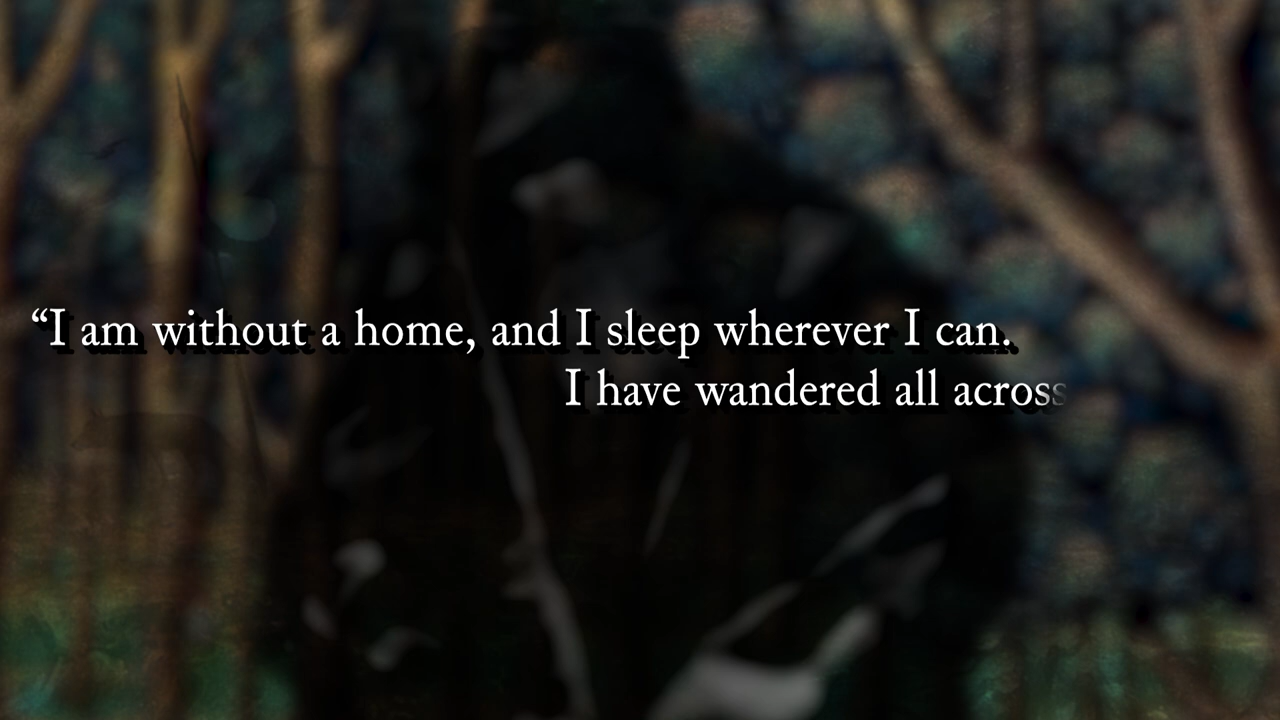 “I am without a home, and I sleep wherever I can.
I have wandered all across